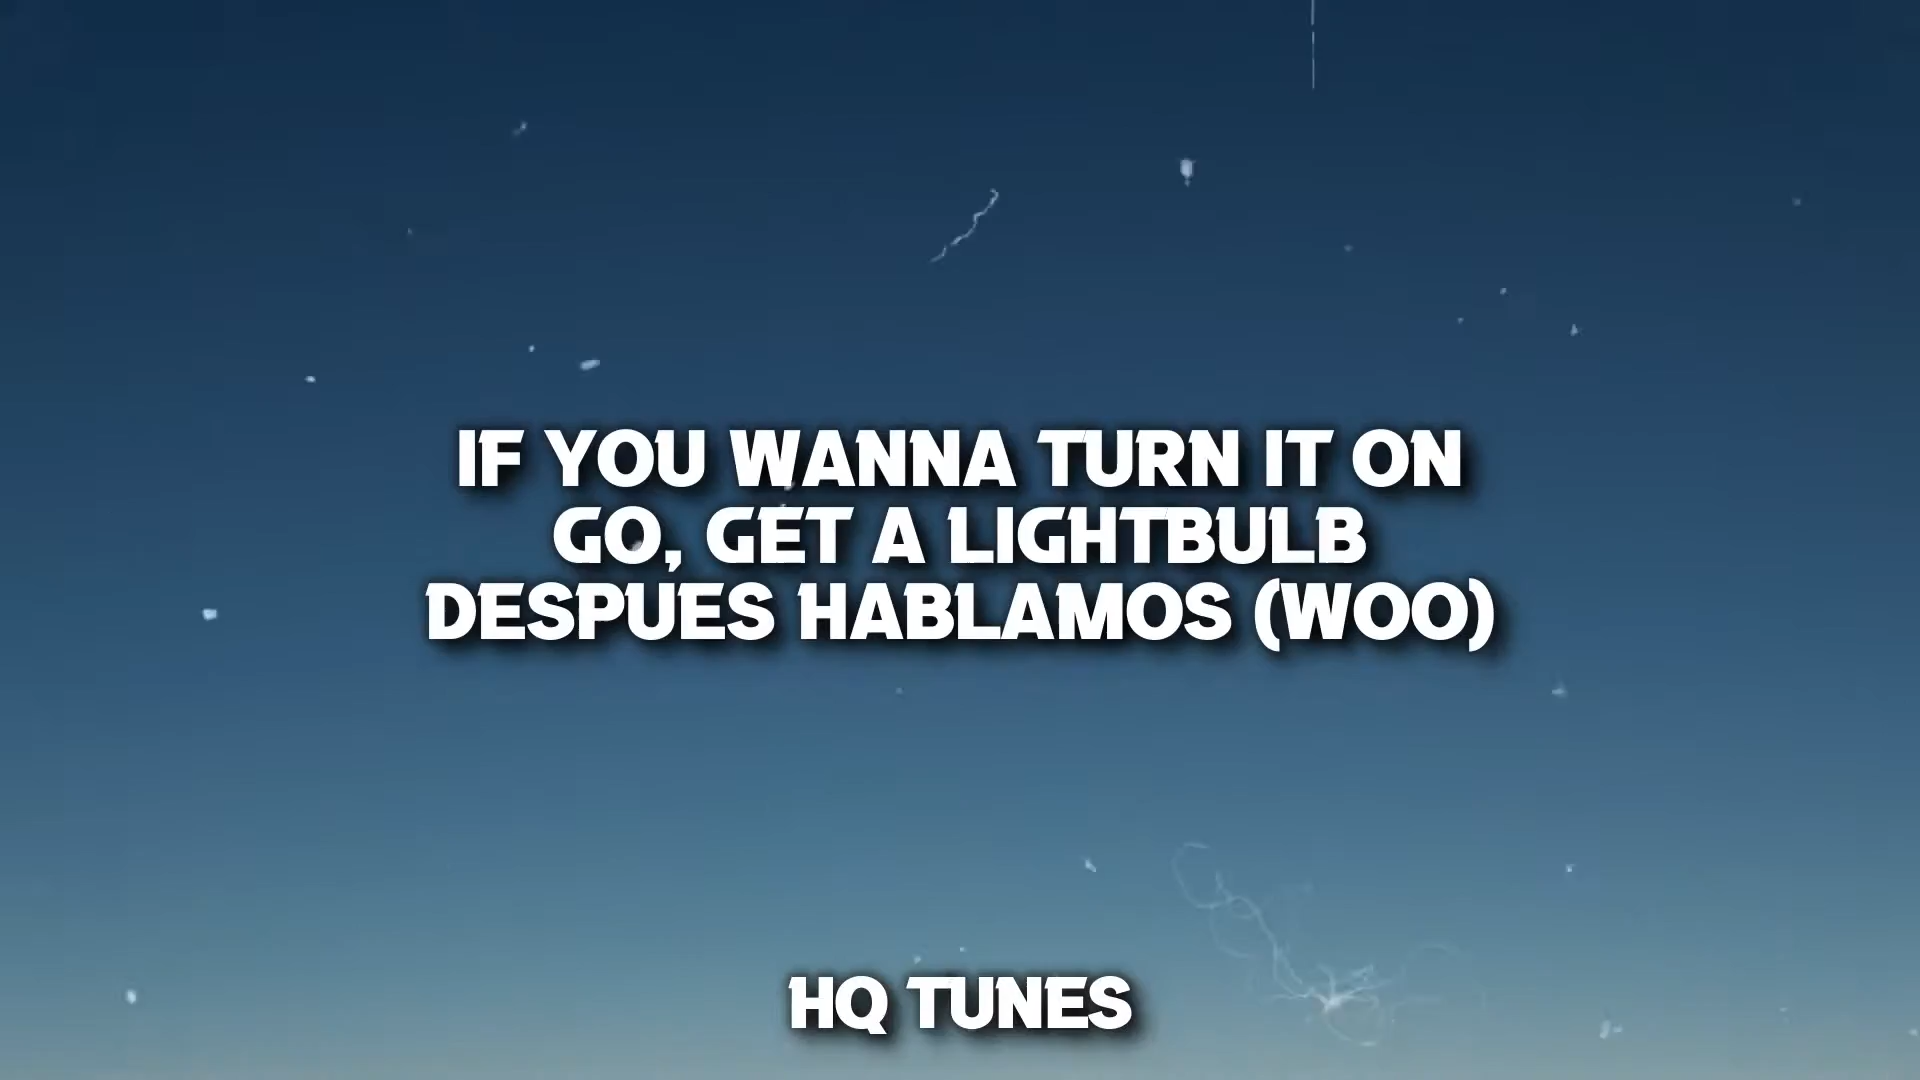 IF YOU WANNA TURN IT ON
GO, GET A LIGHTBULB
DESPUES HABLAMOS (WOO)
HQ TUNES